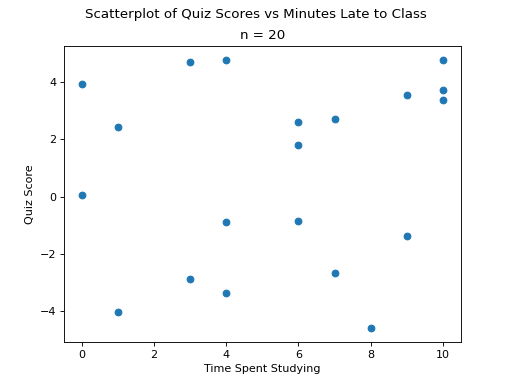 Scatterplot of Quiz Scores vs Minutes Late to Class
n = 20
4
2
0
−2
−4
Quiz Score
0 2 4 6 8 10
Time Spent Studying